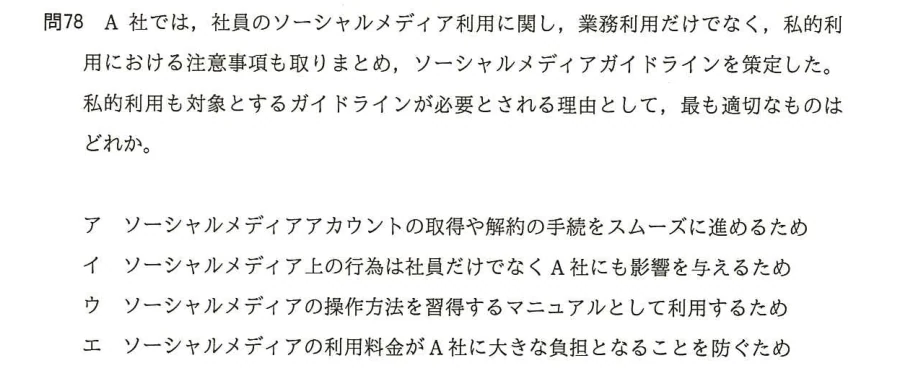 問78 A 社では，社員のソーシャルメディア利用に関し，業務利用だけでなく，私的利
用における注意事項も取りまとめ，ソーシャルメディアガイドラインを策定した。
私的利用も対象とするガイドラインが必要とされる理由として，最も適切なものは
どれか。
ア ソーシャルメディアアカウントの取得や解約の手続をスムーズに進めるため
イ ソーシャルメディア上の行為は社員だけでなく A 社にも影響を与えるため
ウ ソーシャルメディアの操作方法を習得するマニュアルとして利用するため
エ ソーシャルメディアの利用料金が A 社に大きな負担となることを防ぐため